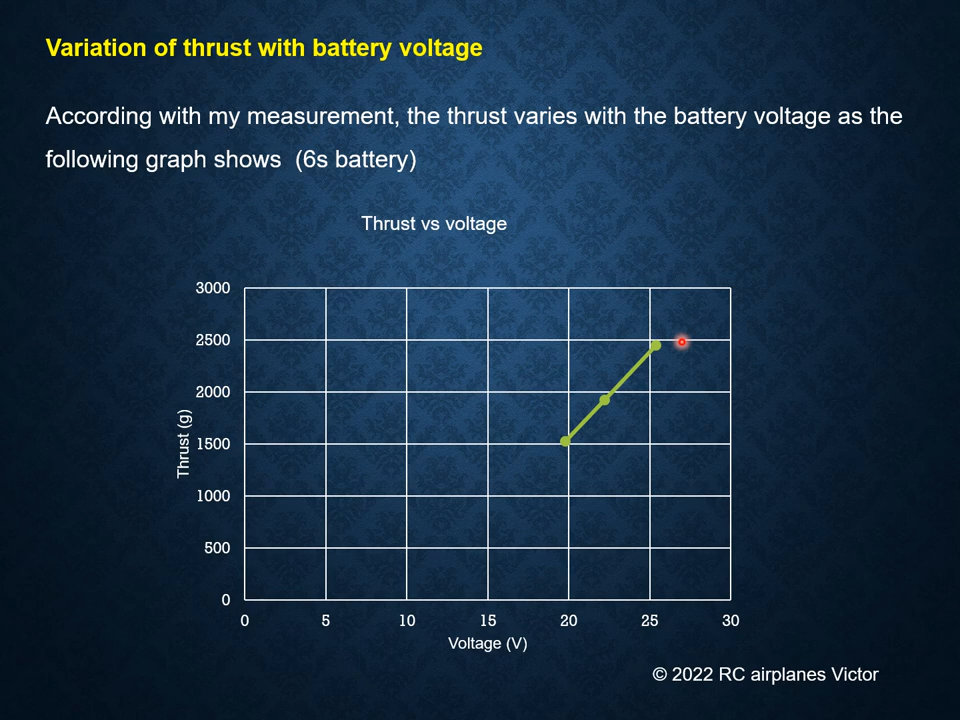 Variation of thrust with battery voltage
According with my measurement, the thrust varies with the battery voltage as the
following graph shows  (6s battery)
Thrust vs voltage
3000
2500
2000
1500
1000
500
0
Thrust (g)
0 5 10 15 20 25 30
Voltage (V)
© 2022 RC airplanes Victor